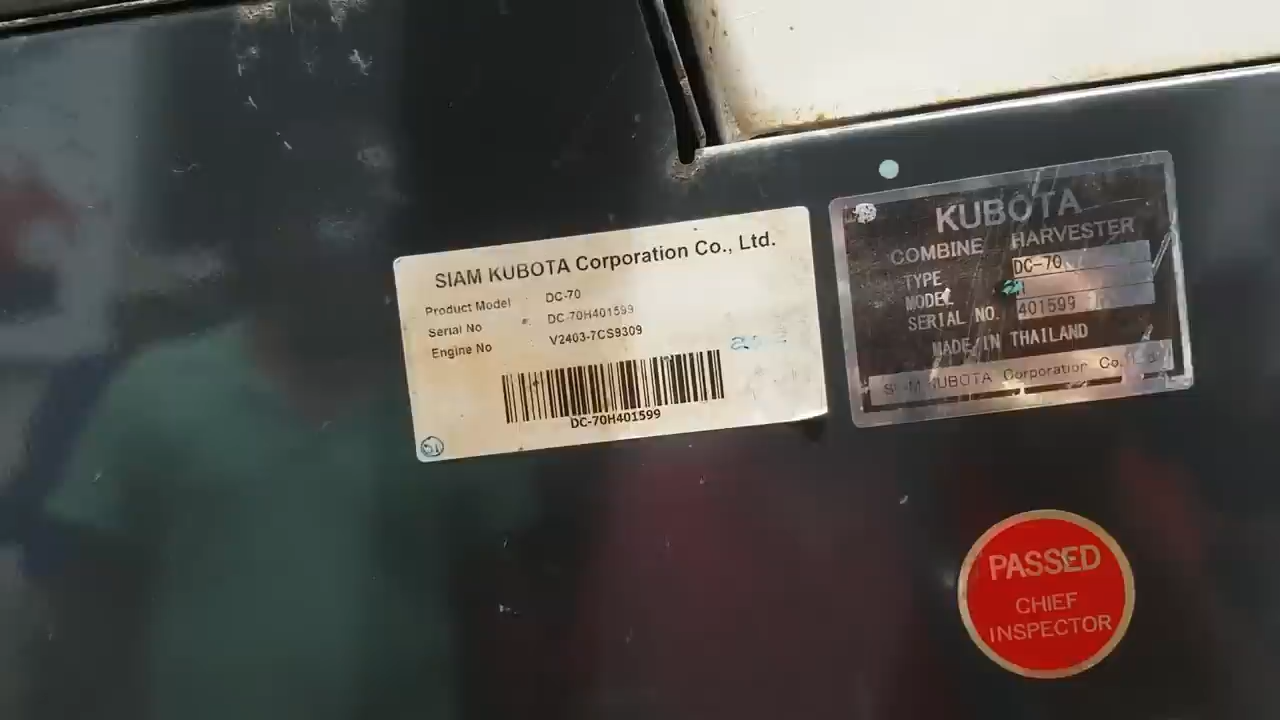 SIAM KUBOTA Corporation Co., Ltd.
Product Model DC-70
Serial No DC-70H401599
Engine No V2403-7CS9309
DC-70H401599
51
KUBOTA
COMBINE HARVESTER
TYPE DC-70
MODEL
SERIAL NO. 401599
MADE IN THAILAND
SIAM KUBOTA Corporation Co.
PASSED
CHIEF
INSPECTOR